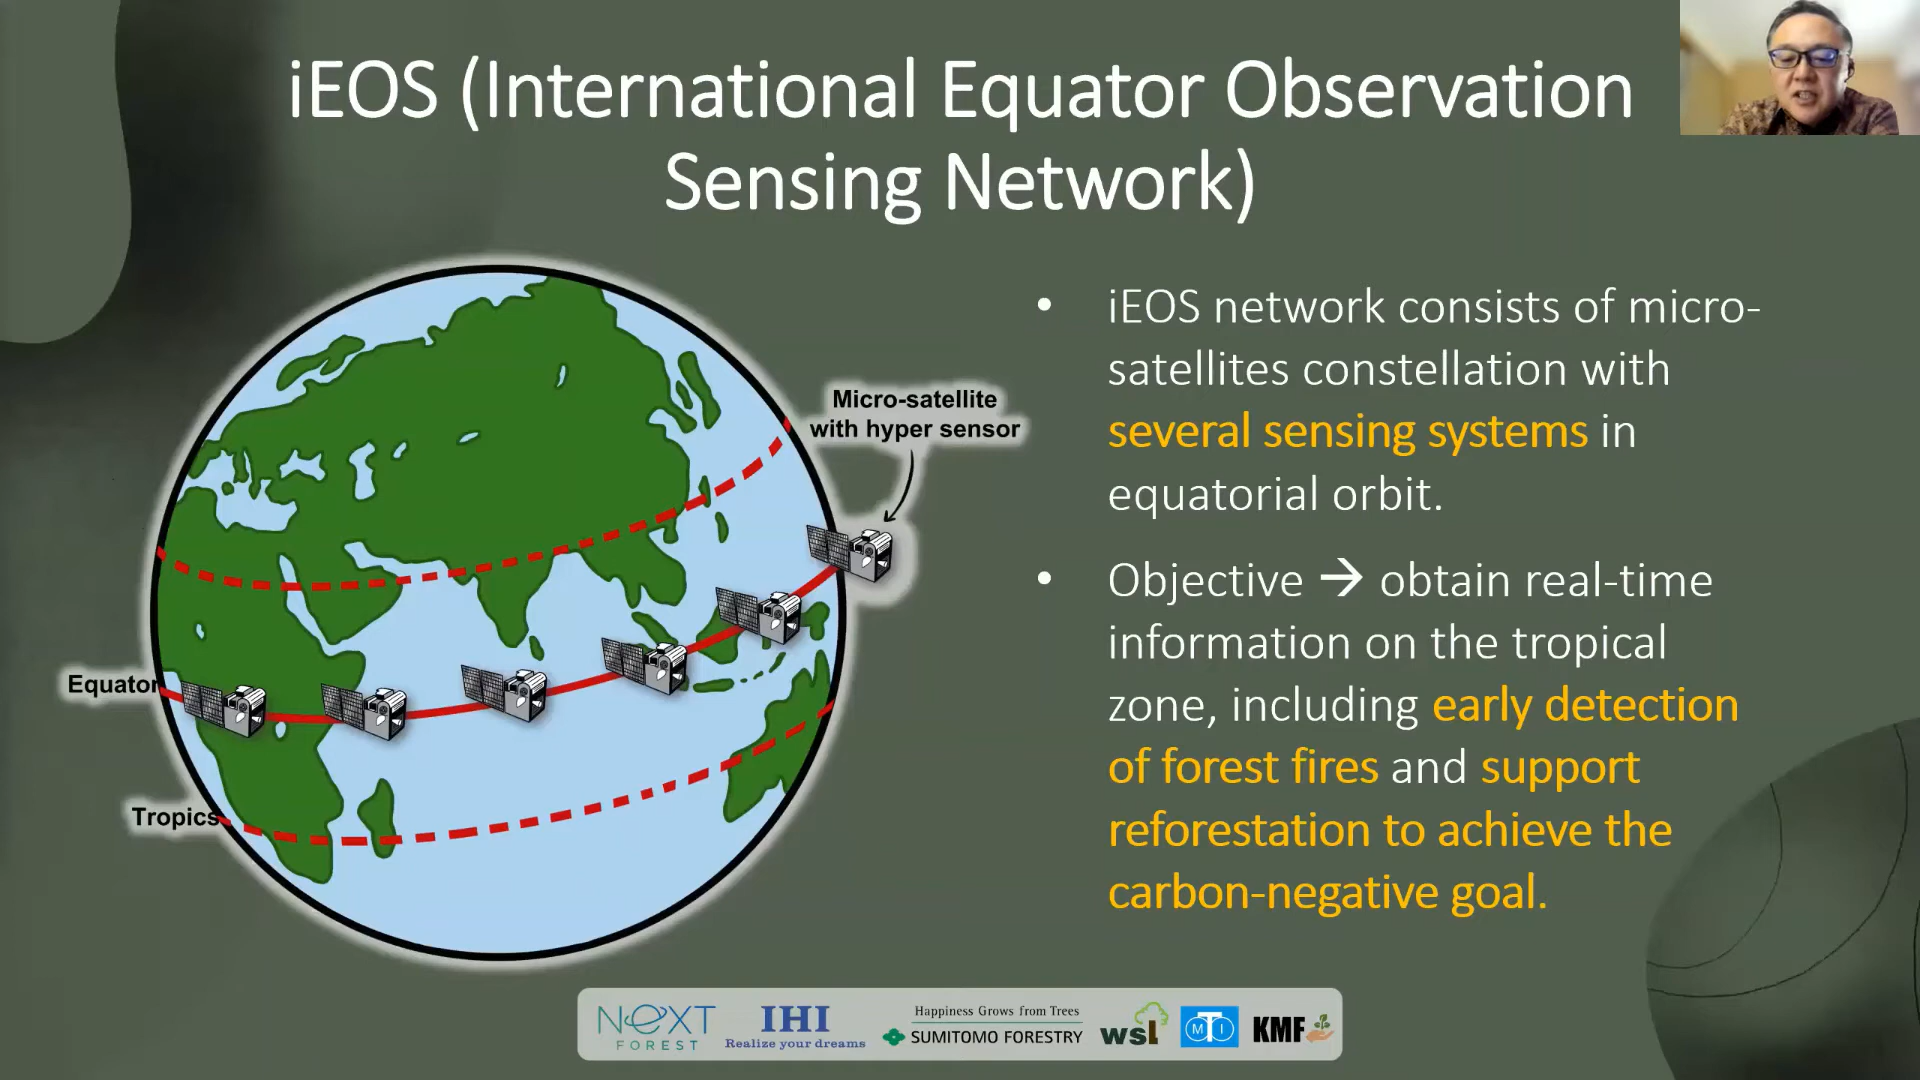 iEOS (International Equator Observation
Sensing Network)
Micro-satellite
with hyper sensor
Equator
Tropics
• iEOS network consists of micro-
satellites constellation with
several sensing systems in
equatorial orbit.
• Objective → obtain real-time
information on the tropical
zone, including early detection
of forest fires and support
reforestation to achieve the
carbon-negative goal.
NeXT
FOREST
IHI
Realize your dreams
Happiness Grows from Trees
SUMITOMO FORESTRY
wsl
MTI
KMF